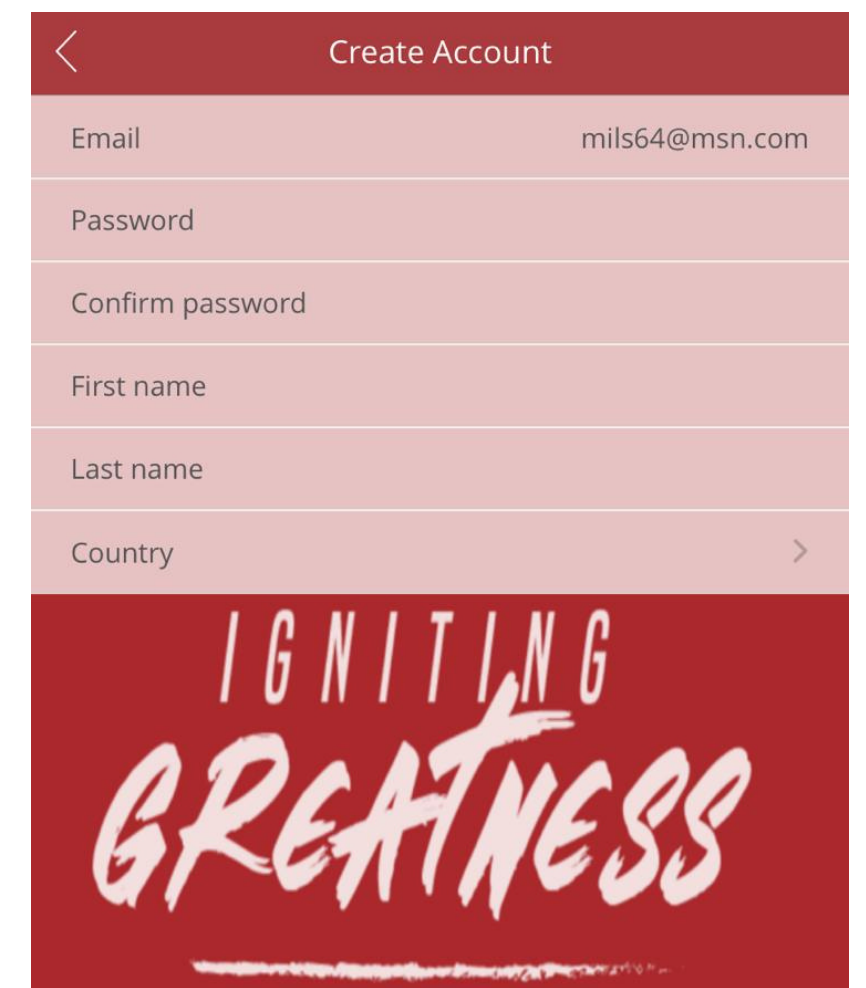 Create Account
Email mils64@msn.com
Password
Confirm password
First name
Last name
Country
IGNITING
GREATNESS